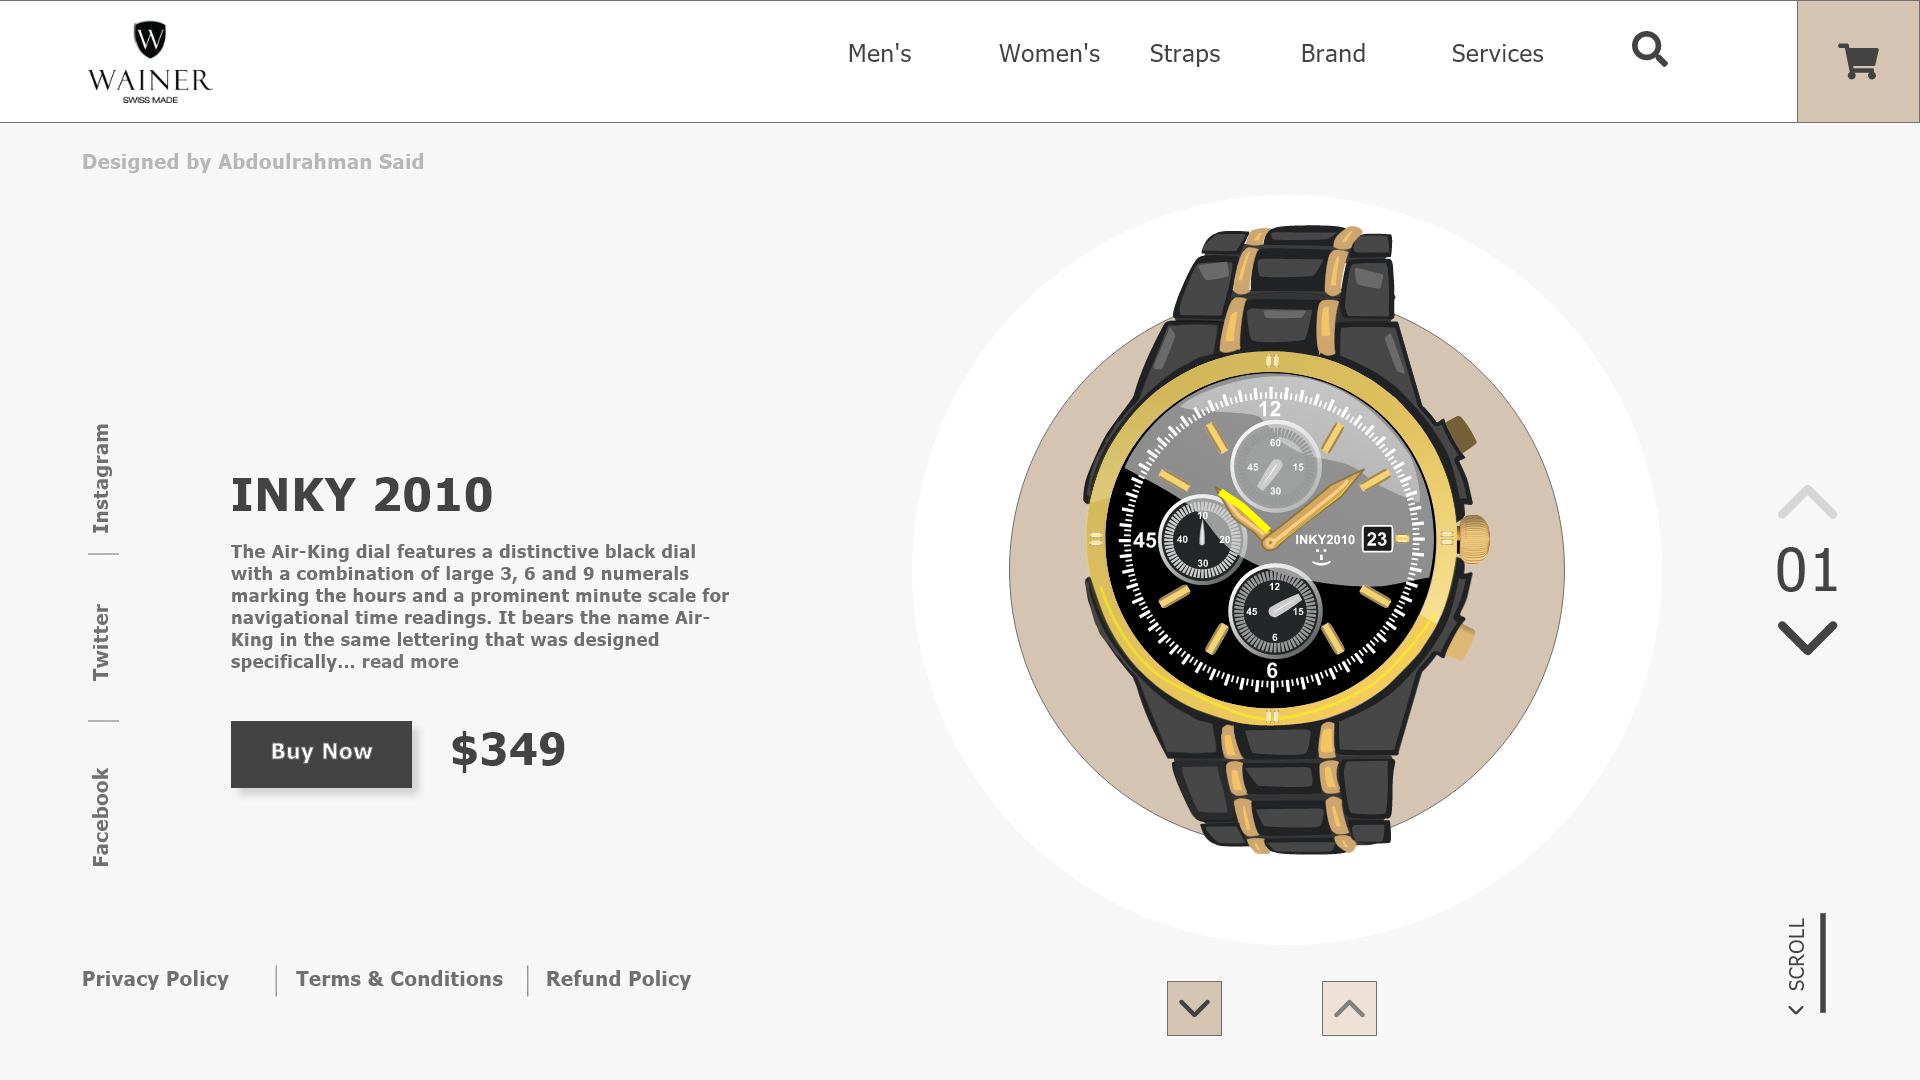 W
WAINER
SWISS MADE
Men's
Women's
Straps
Brand
Services
Designed by Abdoulrahman Said
Instagram
Twitter
Facebook
INKY 2010
The Air-King dial features a distinctive black dial
with a combination of large 3, 6 and 9 numerals
marking the hours and a prominent minute scale for
navigational time readings. It bears the name Air-
King in the same lettering that was designed
specifically... read more
Buy Now
$349
12
60
45 15
30
10
40 20
30
45
INKY2010
23
12
45 15
6
6
01
SCROLL
Privacy Policy
Terms & Conditions
Refund Policy